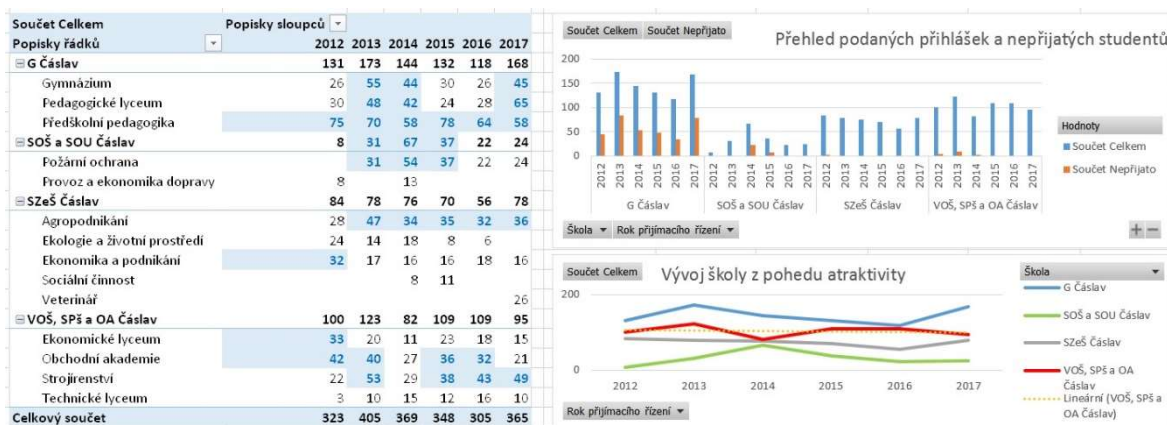 Součet Celkem Popisky sloupců
Popisky řádků 2012 2013 2014 2015 2016 2017
G Čáslav 131 173 144 132 118 168
Gymnázium 26 55 44 30 26 45
Pedagogické lyceum 30 48 42 24 28 65
Předškolní pedagogika 75 70 58 78 64 58
SOŠ a SOU Čáslav 8 31 67 37 22 24
Požární ochrana 31 54 37 22 24
Provoz a ekonomika dopravy 8 13
SZeŠ Čáslav 84 78 76 70 56 78
Agropodnikání 28 47 34 35 32 36
Ekologie a životní prostředí 24 14 18 8 6
Ekonomika a podnikání 32 17 16 16 18 16
Sociální činnost 8 11
Veterinář 26
VOŠ, SPš a OA Čáslav 100 123 82 109 109 95
Ekonomické lyceum 33 20 11 23 18 15
Obchodní akademie 42 40 27 36 32 21
Strojírenství 22 53 29 38 43 49
Technické lyceum 3 10 15 12 16 10
Celkový součet 323 405 369 348 305 365
Součet Celkem Součet Nepřijato
Přehled podaných přihlášek a nepřijatých studentů
200
150
100
50
0
2012 2013 2014 2015 2016 2017 2012 2013 2014 2015 2016 2017 2012 2013 2014 2015 2016 2017 2012 2013 2014 2015 2016 2017
G Čáslav SOŠ a SOU Čáslav SZeŠ Čáslav VOŠ, SPš a OA Čáslav
Hodnoty
Součet Celkem
Součet Nepřijato
Škola Rok přijímacího řízení
Součet Celkem
Vývoj školy z pohedu atraktivity
200
0
2012 2013 2014 2015 2016 2017
Škola
G Čáslav
SOŠ a SOU Čáslav
SZeŠ Čáslav
VOŠ, SPš a OA
Čáslav
Lineární (VOŠ, SPš a
OA Čáslav)
Rok přijímacího řízení